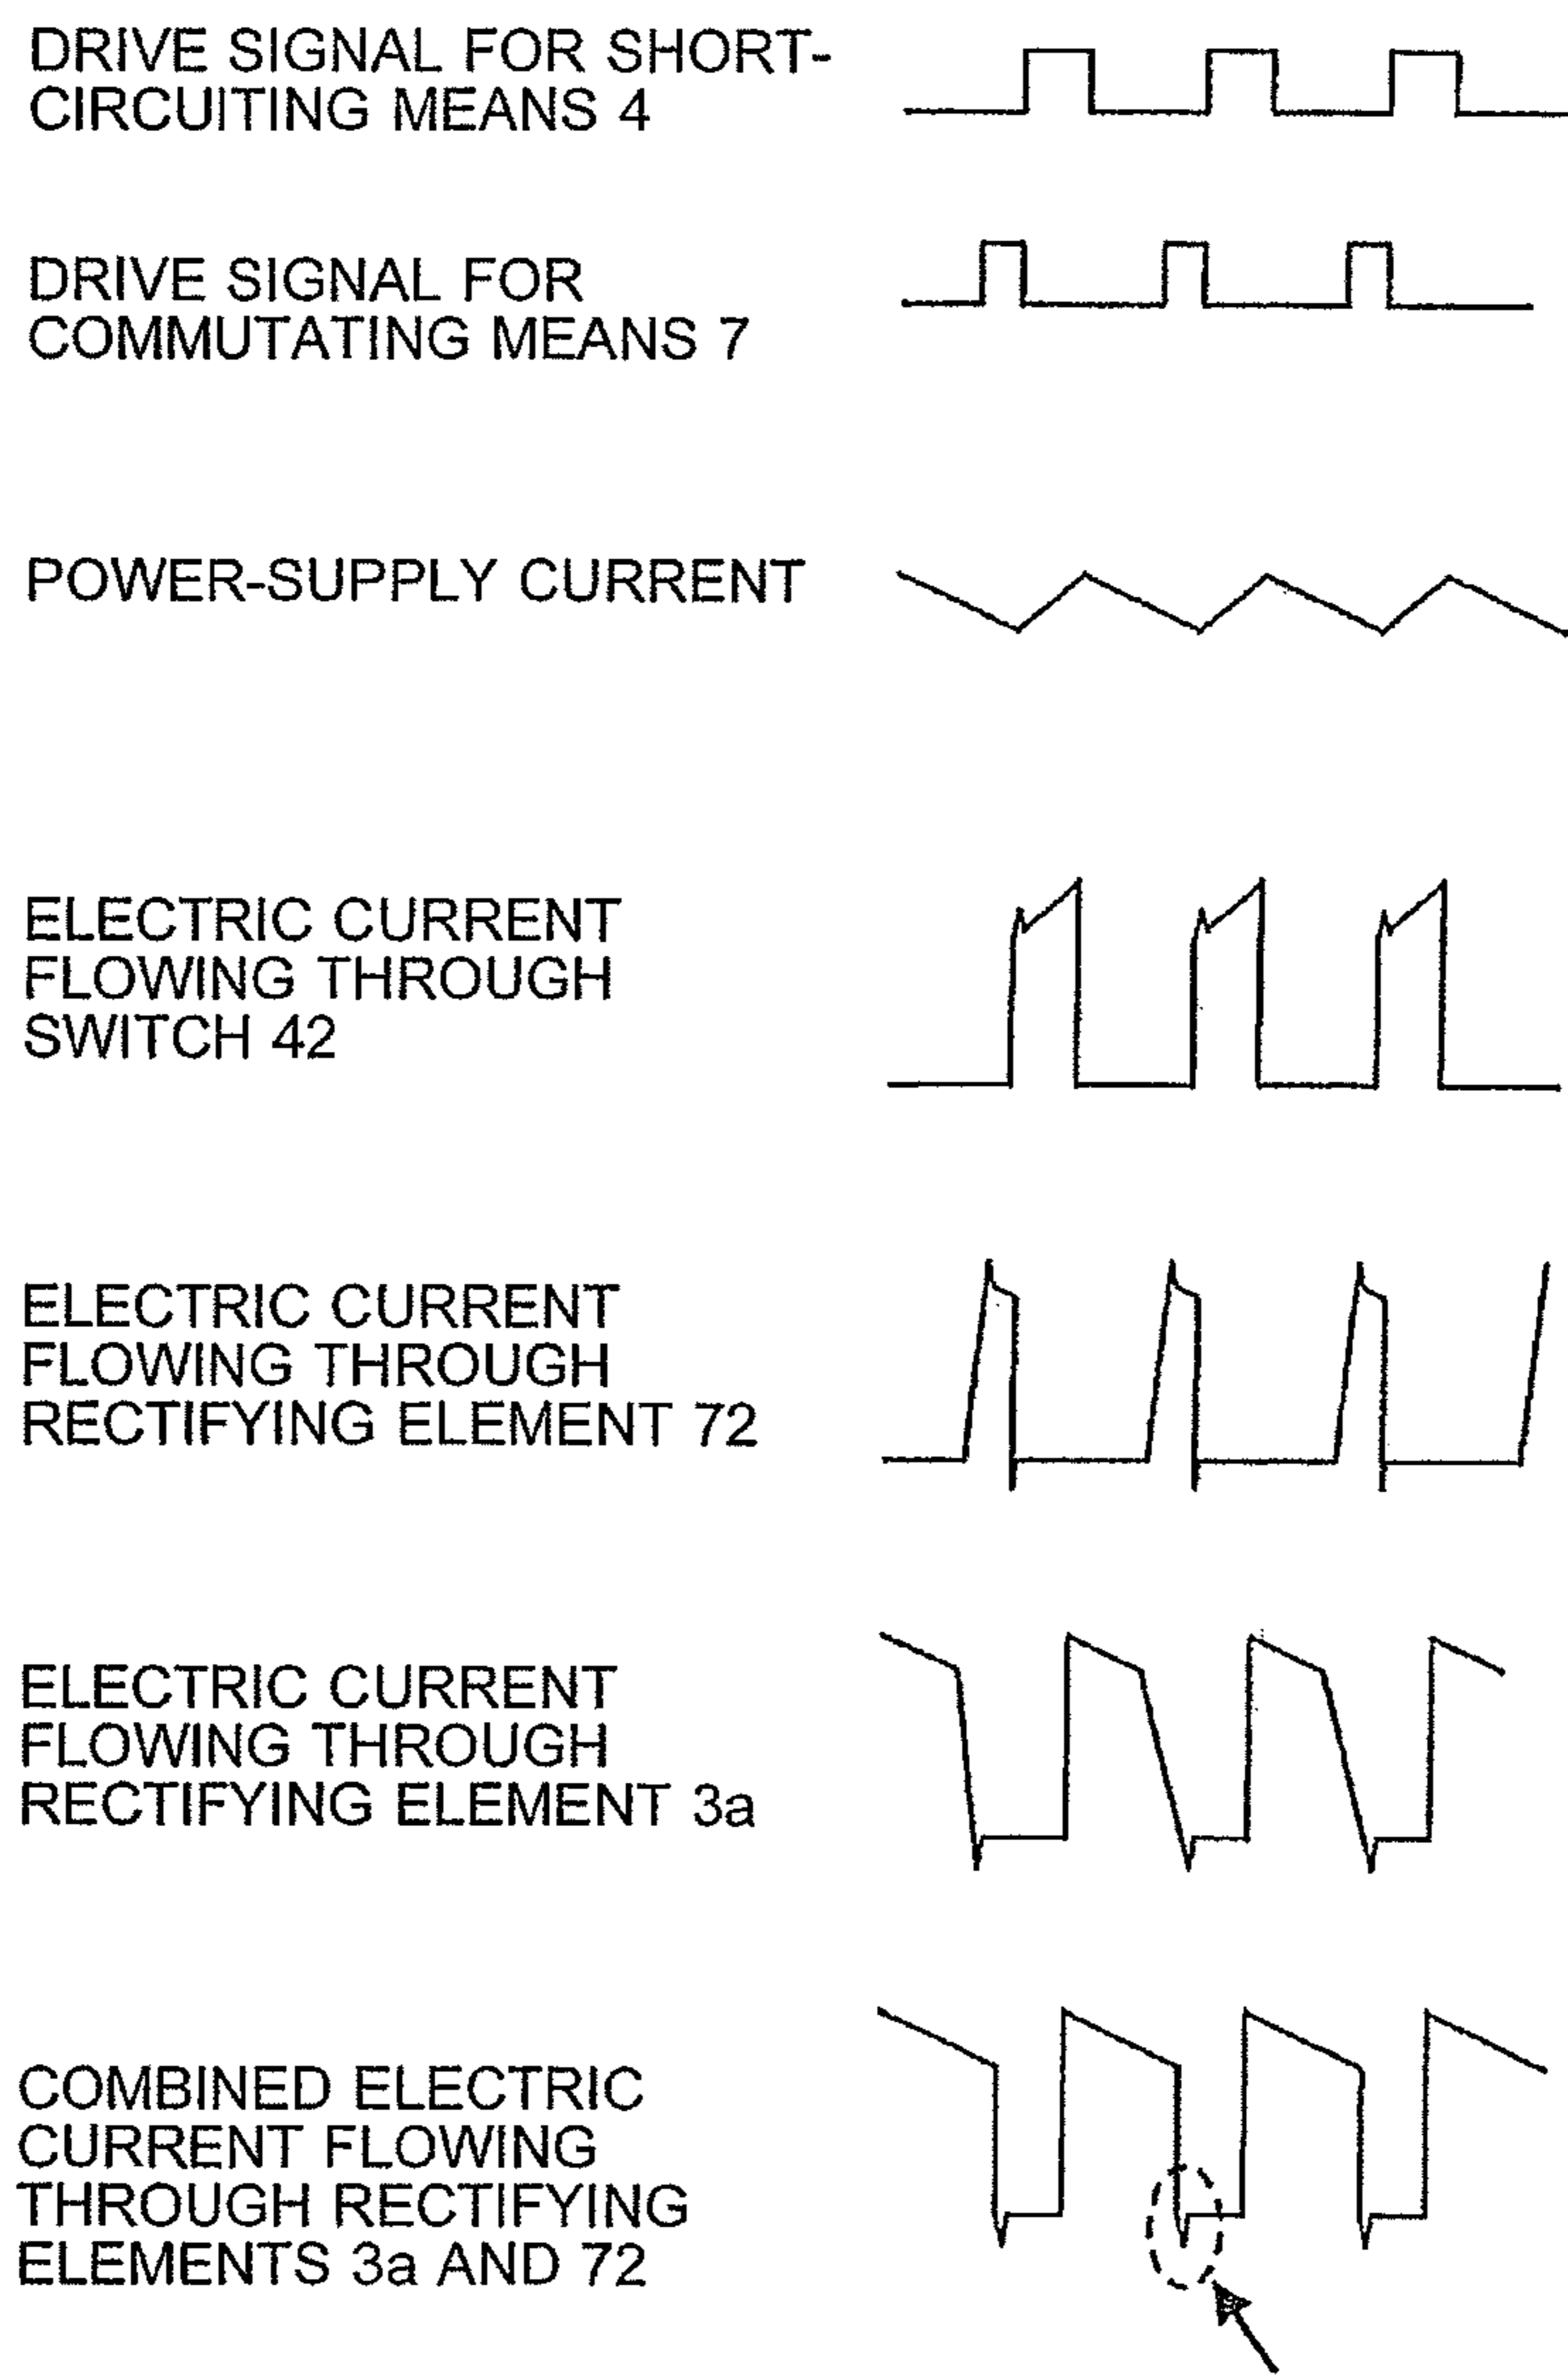 DRIVE SIGNAL FOR SHORT-
CIRCUITING MEANS 4
DRIVE SIGNAL FOR
COMMUTATING MEANS 7
POWER-SUPPLY CURRENT
ELECTRIC CURRENT
FLOWING THROUGH
SWITCH 42
ELECTRIC CURRENT
FLOWING THROUGH
RECTIFYING ELEMENT 72
ELECTRIC CURRENT
FLOWING THROUGH
RECTIFYING ELEMENT 3a
COMBINED ELECTRIC
CURRENT FLOWING
THROUGH RECTIFYING
ELEMENTS 3a AND 72